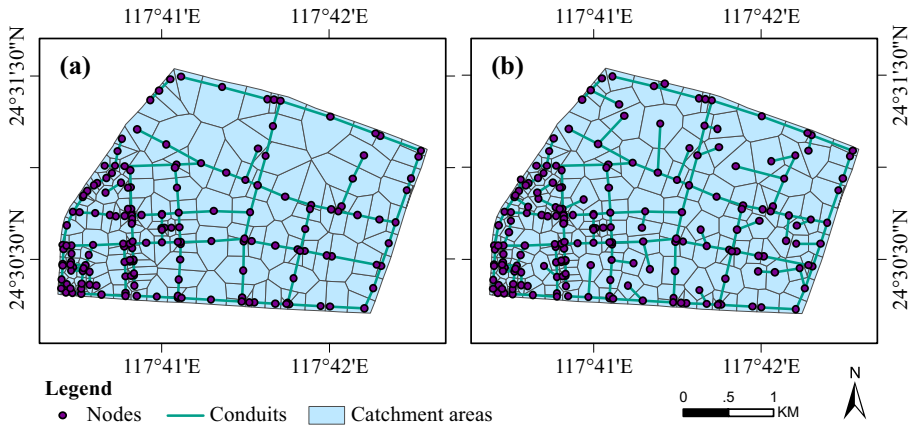 117°41'E 117°42'E 117°41'E 117°42'E
(a) (b)
24°31'30"N 24°31'30"N
24°30'30"N 24°30'30"N
117°41'E 117°42'E 117°41'E 117°42'E
Legend
Nodes Conduits Catchment areas
0 .5 1
KM
N